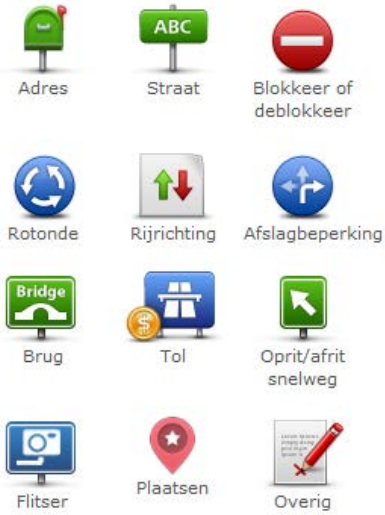 ABC
Adres
Straat
Blokkeer of
deblokkeer
Rotonde
Rijrichting
Afslagbeperking
Bridge
Brug
Tol
Oprit/afrit
snelweg
Flitser
Plaatsen
Overig